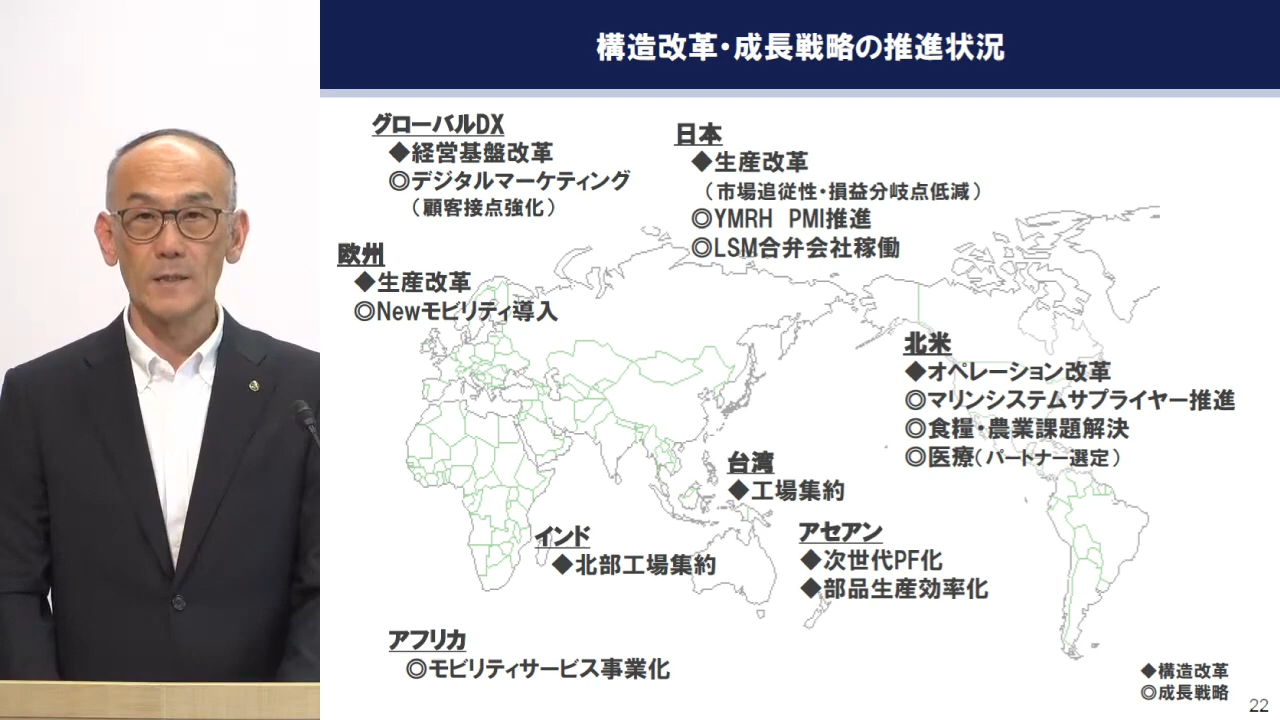 構造改革・成長戦略の推進状況
グローバルDX
◆経営基盤改革
◎デジタルマーケティング
（顧客接点強化）
日本
◆生産改革
（市場追従性・損益分岐点低減）
◎YMRH PMI推進
◎LSM合弁会社稼働
欧州
◆生産改革
◎Newモビリティ導入
北米
◆オペレーション改革
◎マリンシステムサプライヤー推進
◎食糧・農業課題解決
◎医療（パートナー選定）
台湾
◆工場集約
インド
◆北部工場集約
アセアン
◆次世代PF化
◆部品生産効率化
アフリカ
◎モビリティサービス事業化
◆構造改革
◎成長戦略
22